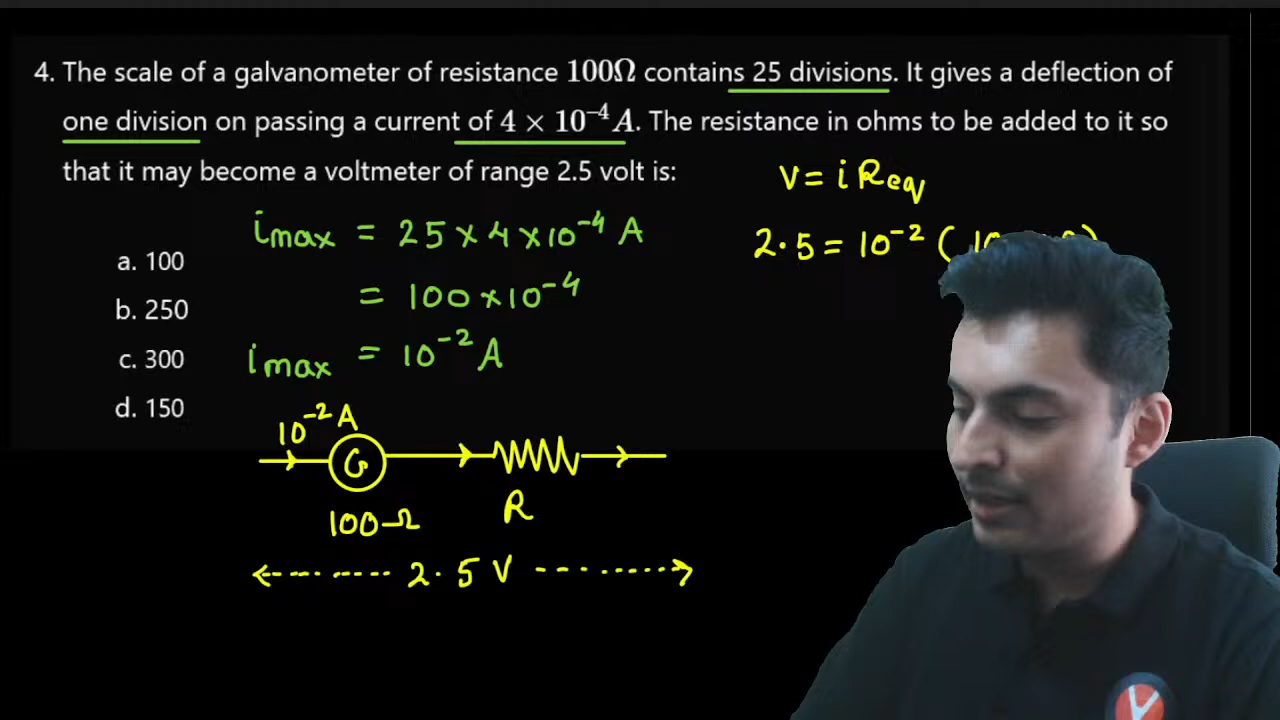 4. The scale of a galvanometer of resistance 100Ω contains 25 divisions. It gives a deflection of
one division on passing a current of 4 × 10⁻⁴ A. The resistance in ohms to be added to it so
that it may become a voltmeter of range 2.5 volt is:
a. 100
b. 250
c. 300
d. 150
imax = 25 × 4 × 10⁻⁴ A
= 100 × 10⁻⁴
imax = 10⁻² A
10⁻² A
G
100Ω
R
2.5 V
V = i Req
2.5 = 10⁻² (